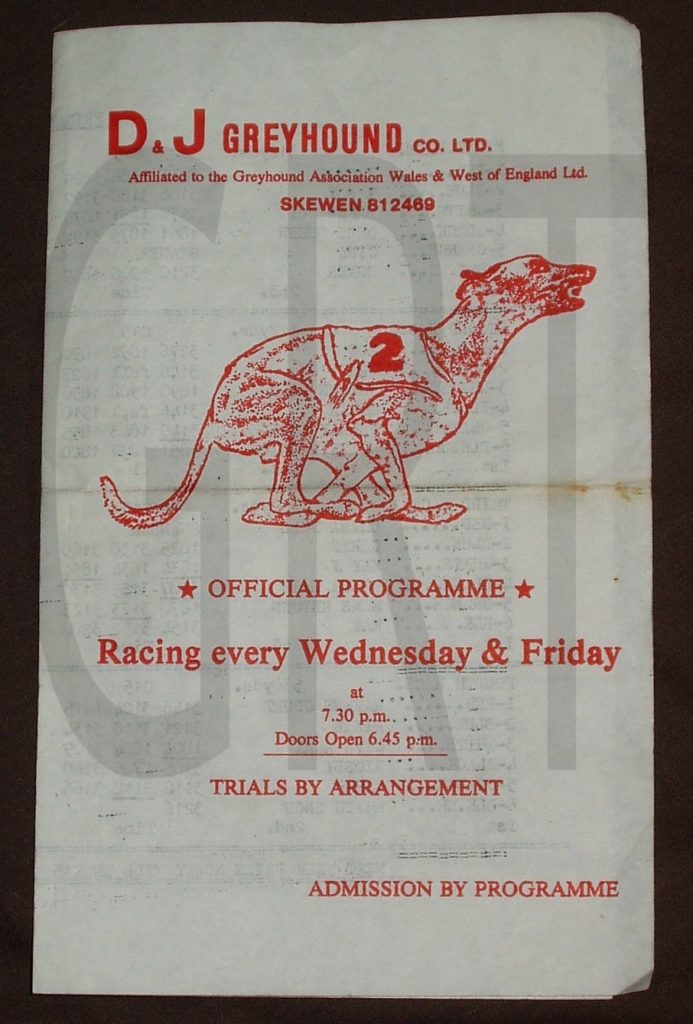 D & J GREYHOUND CO. LTD.
Affiliated to the Greyhound Association Wales & West of England Ltd.
SKEWEN 812469
2
★ OFFICIAL PROGRAMME ★
Racing every Wednesday & Friday
at
7.30 p.m.
Doors Open 6.45 p.m.
TRIALS BY ARRANGEMENT
ADMISSION BY PROGRAMME
GRT